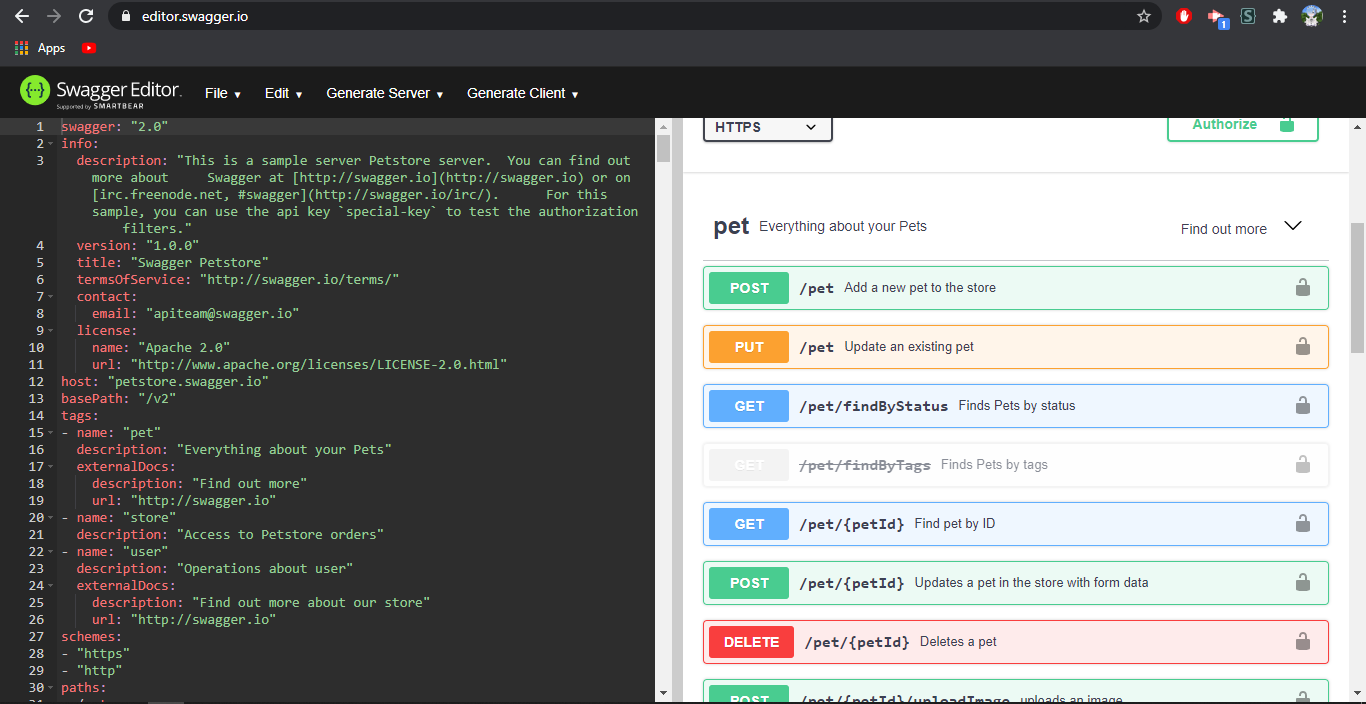 editor.swagger.io
1
Apps
Swagger Editor.
Supported by SMARTBEAR
File ▾ Edit ▾ Generate Server ▾ Generate Client ▾
1 swagger: "2.0"
2 info:
3 description: "This is a sample server Petstore server. You can find out
more about Swagger at [http://swagger.io](http://swagger.io) or on
[irc.freenode.net, #swagger](http://swagger.io/irc/). For this
sample, you can use the api key `special-key` to test the authorization
filters."
4 version: "1.0.0"
5 title: "Swagger Petstore"
6 termsOfService: "http://swagger.io/terms/"
7 contact:
8 email: "apiteam@swagger.io"
9 license:
10 name: "Apache 2.0"
11 url: "http://www.apache.org/licenses/LICENSE-2.0.html"
12 host: "petstore.swagger.io"
13 basePath: "/v2"
14 tags:
15 - name: "pet"
16 description: "Everything about your Pets"
17 externalDocs:
18 description: "Find out more"
19 url: "http://swagger.io"
20 - name: "store"
21 description: "Access to Petstore orders"
22 - name: "user"
23 description: "Operations about user"
24 externalDocs:
25 description: "Find out more about our store"
26 url: "http://swagger.io"
27 schemes:
28 - "https"
29 - "http"
30 paths:
HTTPS
Authorize
pet Everything about your Pets Find out more
POST /pet Add a new pet to the store
PUT /pet Update an existing pet
GET /pet/findByStatus Finds Pets by status
GET /pet/findByTags Finds Pets by tags
GET /pet/{petId} Find pet by ID
POST /pet/{petId} Updates a pet in the store with form data
DELETE /pet/{petId} Deletes a pet
POST /pet/{petId}/uploadImage uploads an image